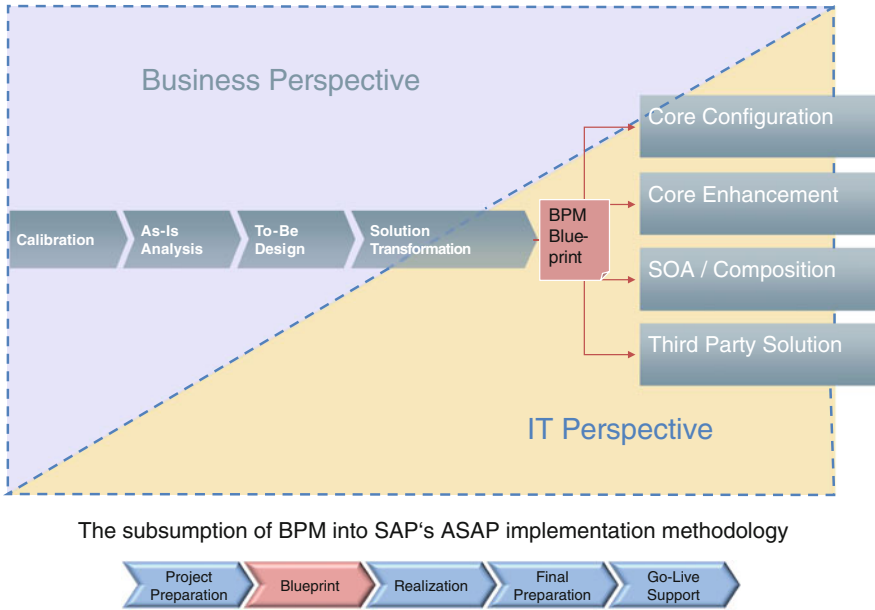 Business Perspective
Core Configuration
Core Enhancement
Calibration
As-Is
Analysis
To-Be
Design
Solution
Transformation
BPM
Blue-
print
SOA / Composition
Third Party Solution
IT Perspective
The subsumption of BPM into SAP‘s ASAP implementation methodology
Project
Preparation
Blueprint
Realization
Final
Preparation
Go-Live
Support